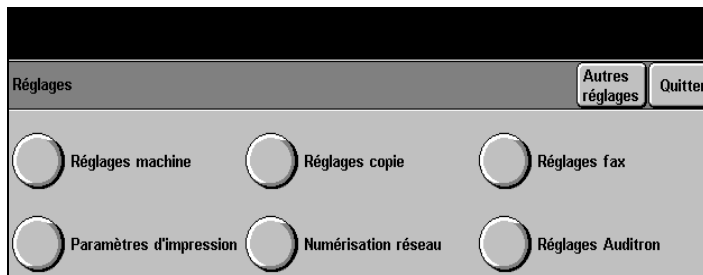 Réglages
Autres
réglages
Quitter
Réglages machine
Réglages copie
Réglages fax
Paramètres d'impression
Numérisation réseau
Réglages Auditron